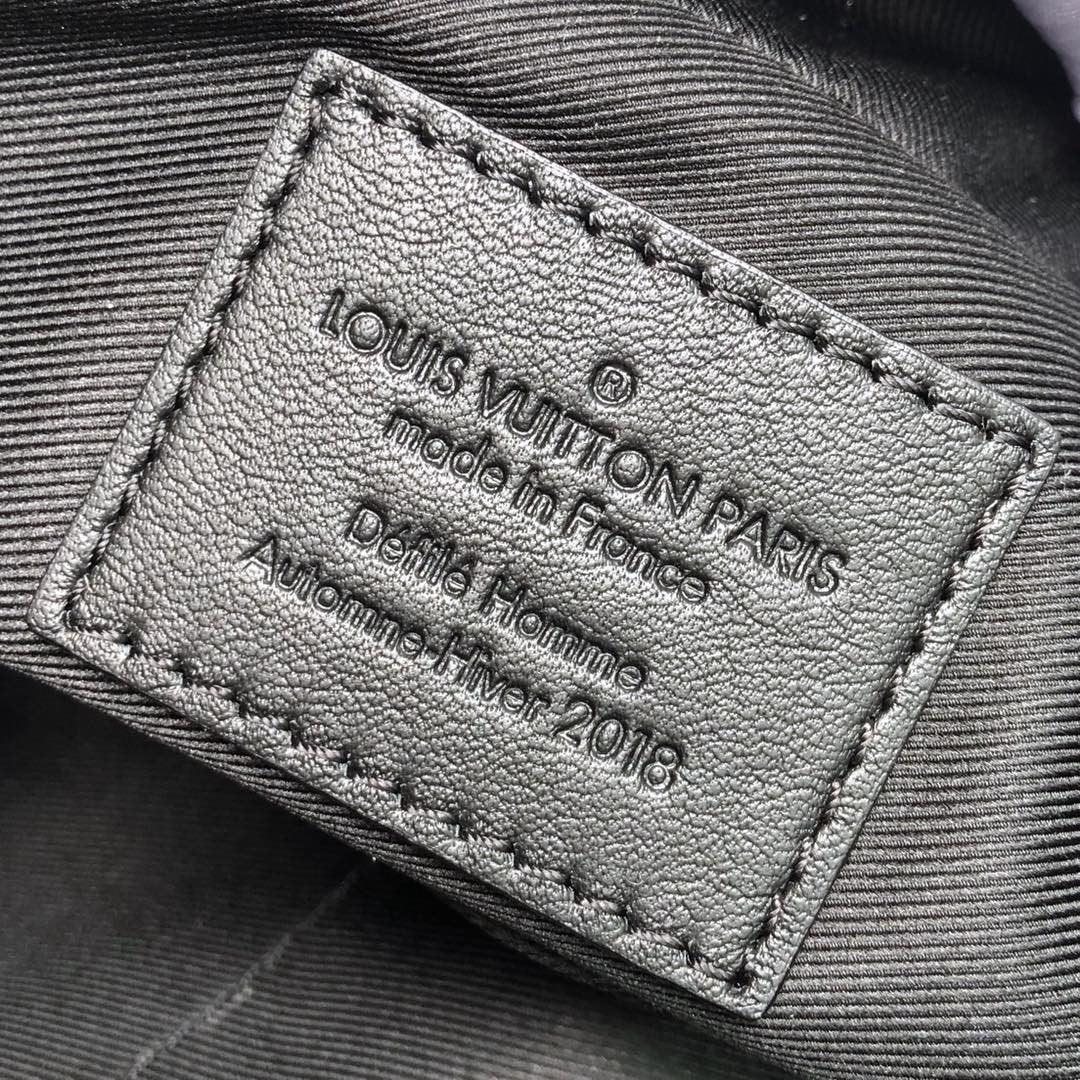 ®
LOUIS VUITTON PARIS
made in France
Défilé Homme
Automne-Hiver 2018